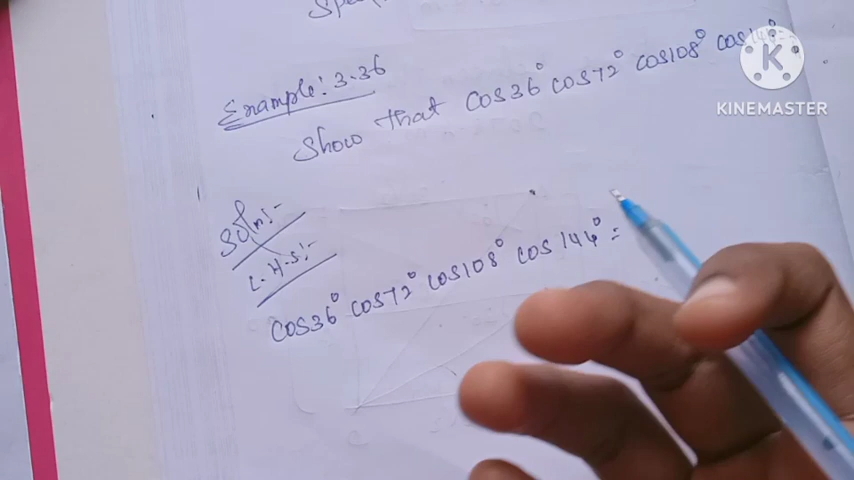 Example: 3.36
Show that cos36° cos72° cos108° cos144° =
Soln:-
L.H.S:-
cos36° cos72° cos108° cos144° =
K
KINEMASTER